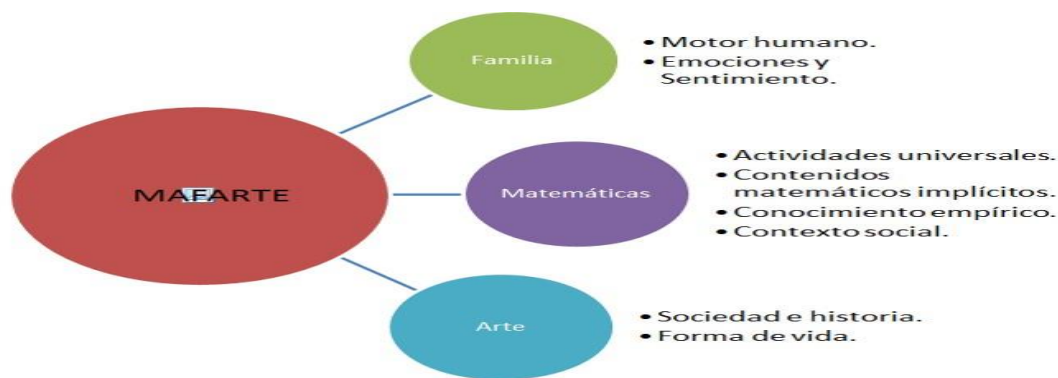 Familia
• Motor humano.
• Emociones y
Sentimiento.
MAFARTE
Matemáticas
• Actividades universales.
• Contenidos
matemáticos implícitos.
• Conocimiento empírico.
• Contexto social.
Arte
• Sociedad e historia.
• Forma de vida.